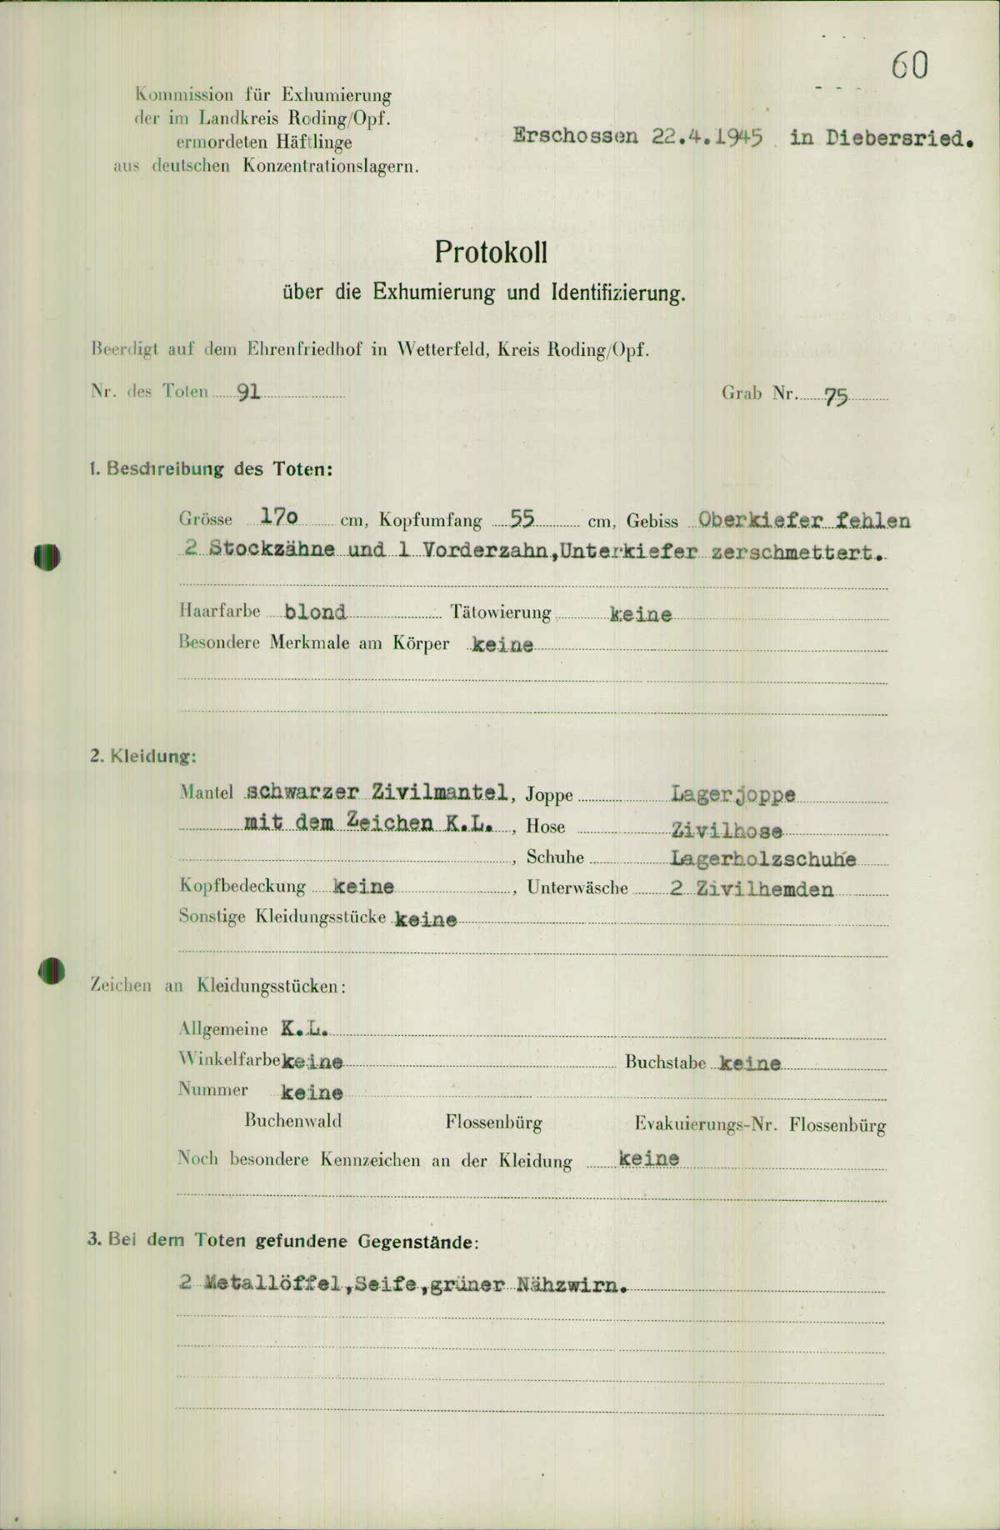 60
Kommission für Exhumierung
der im Landkreis Roding/Opf.
ermordeten Häftlinge
aus deutschen Konzentrationslagern.
Erschossen 22.4.1945 in Diebersried.
Protokoll
über die Exhumierung und Identifizierung.
Beerdigt auf dem Ehrenfriedhof in Wetterfeld, Kreis Roding/Opf.
Nr. des Toten 91 Grab Nr. 75
1. Beschreibung des Toten:
Grösse 170 cm, Kopfumfang 55 cm, Gebiss Oberkiefer fehlen
2 Stockzähne und 1 Vorderzahn,Unterkiefer zerschmettert.
Haarfarbe blond Tätowierung keine
Besondere Merkmale am Körper keine
2. Kleidung:
Mantel schwarzer Zivilmantel, Joppe Lagerjoppe
mit dem Zeichen K.L. , Hose Zivilhose
, Schuhe Lagerholzschuhe
Kopfbedeckung keine , Unterwäsche 2 Zivilhemden
Sonstige Kleidungsstücke keine
Zeichen an Kleidungsstücken:
Allgemeine K.L.
Winkelfarbe keine Buchstabe keine
Nummer keine
Buchenwald Flossenbürg Evakuierungs-Nr. Flossenbürg
Noch besondere Kennzeichen an der Kleidung keine
3. Bei dem Toten gefundene Gegenstände:
2 Metallöffel,Seife,grüner Nähzwirn.